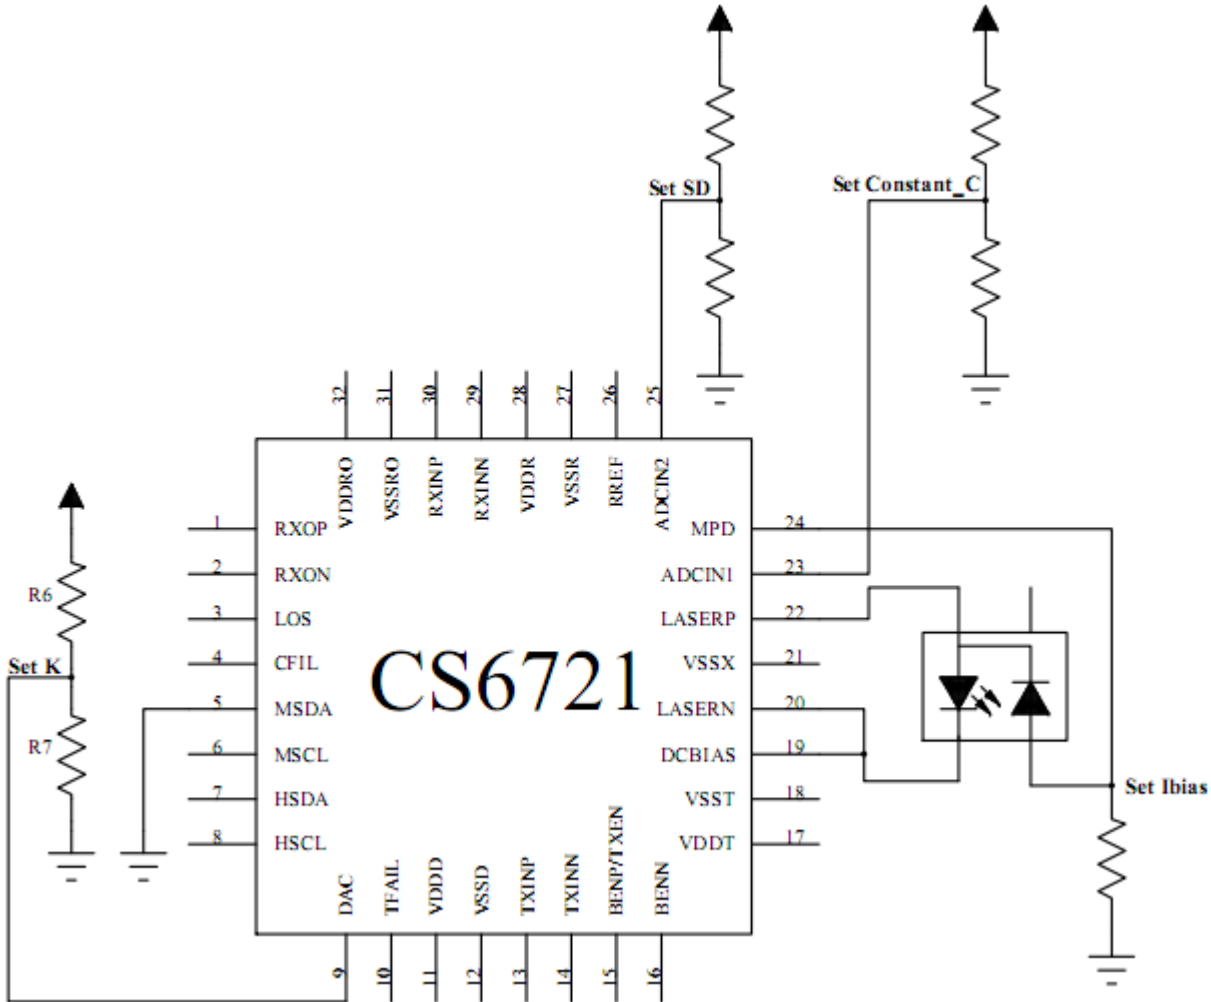 Set SD
Set Constant_C
32
31
30
29
28
27
26
25
VDDRO
VSSRO
RXINP
RXINN
VDDR
VSSR
RREF
ADCIN2
1 RXOP
2 RXON
3 LOS
4 CFIL
5 MSDA
6 MSCL
7 HSDA
8 HSCL
R6
Set K
R7
CS6721
MPD 24
ADCIN1 23
LASERP 22
VSSX 21
LASERN 20
DCBIAS 19
VSST 18
VDDT 17
Set Ibias
DAC
TFAIL
VDDD
VSSD
TXINP
TXINN
BENP/TXEN
BENN
9
10
11
12
13
14
15
16